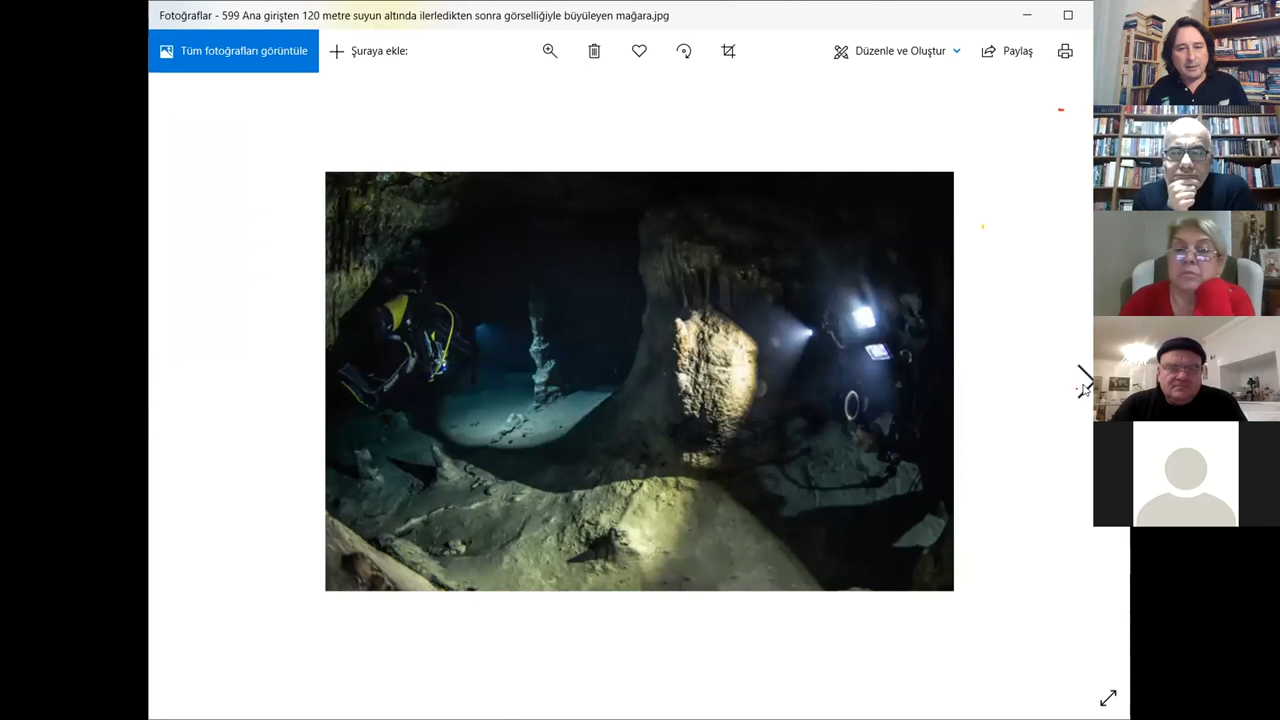 Fotoğraflar - 599 Ana girişten 120 metre suyun altında ilerledikten sonra görselliğiyle büyüleyen mağara.jpg
Tüm fotoğrafları görüntüle
Şuraya ekle:
Düzenle ve Oluştur
Paylaş